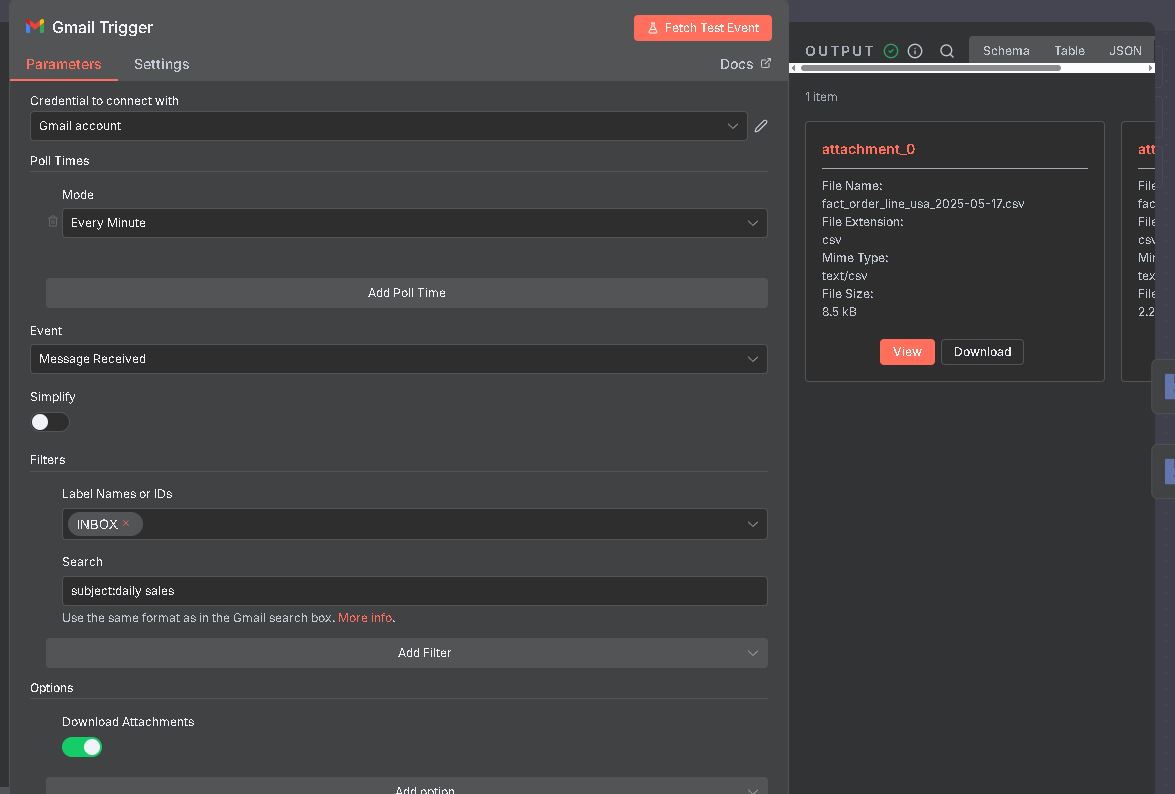 Gmail Trigger
Fetch Test Event
Parameters
Settings
Docs
Credential to connect with
Gmail account
Poll Times
Mode
Every Minute
Add Poll Time
Event
Message Received
Simplify
Filters
Label Names or IDs
INBOX ×
Search
subject:daily sales
Use the same format as in the Gmail search box. More info.
Add Filter
Options
Download Attachments
Add option
OUTPUT
Schema
Table
JSON
1 item
attachment_0
File Name:
fact_order_line_usa_2025-05-17.csv
File Extension:
csv
Mime Type:
text/csv
File Size:
8.5 kB
View
Download
att
File
fac
File
csv
Mim
tex
File
2.2